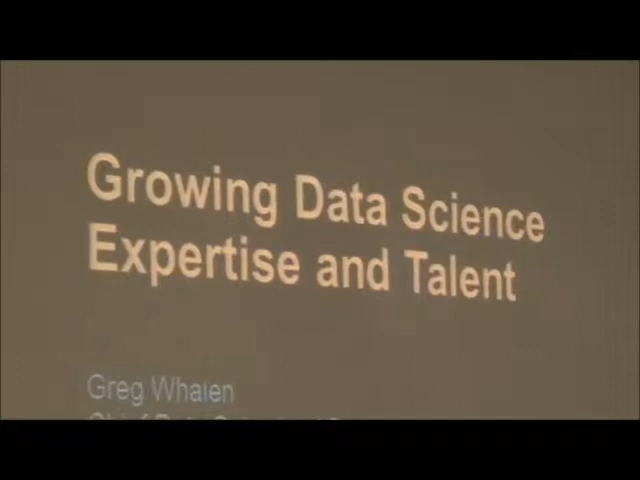 Growing Data Science
Expertise and Talent
Greg Whalen